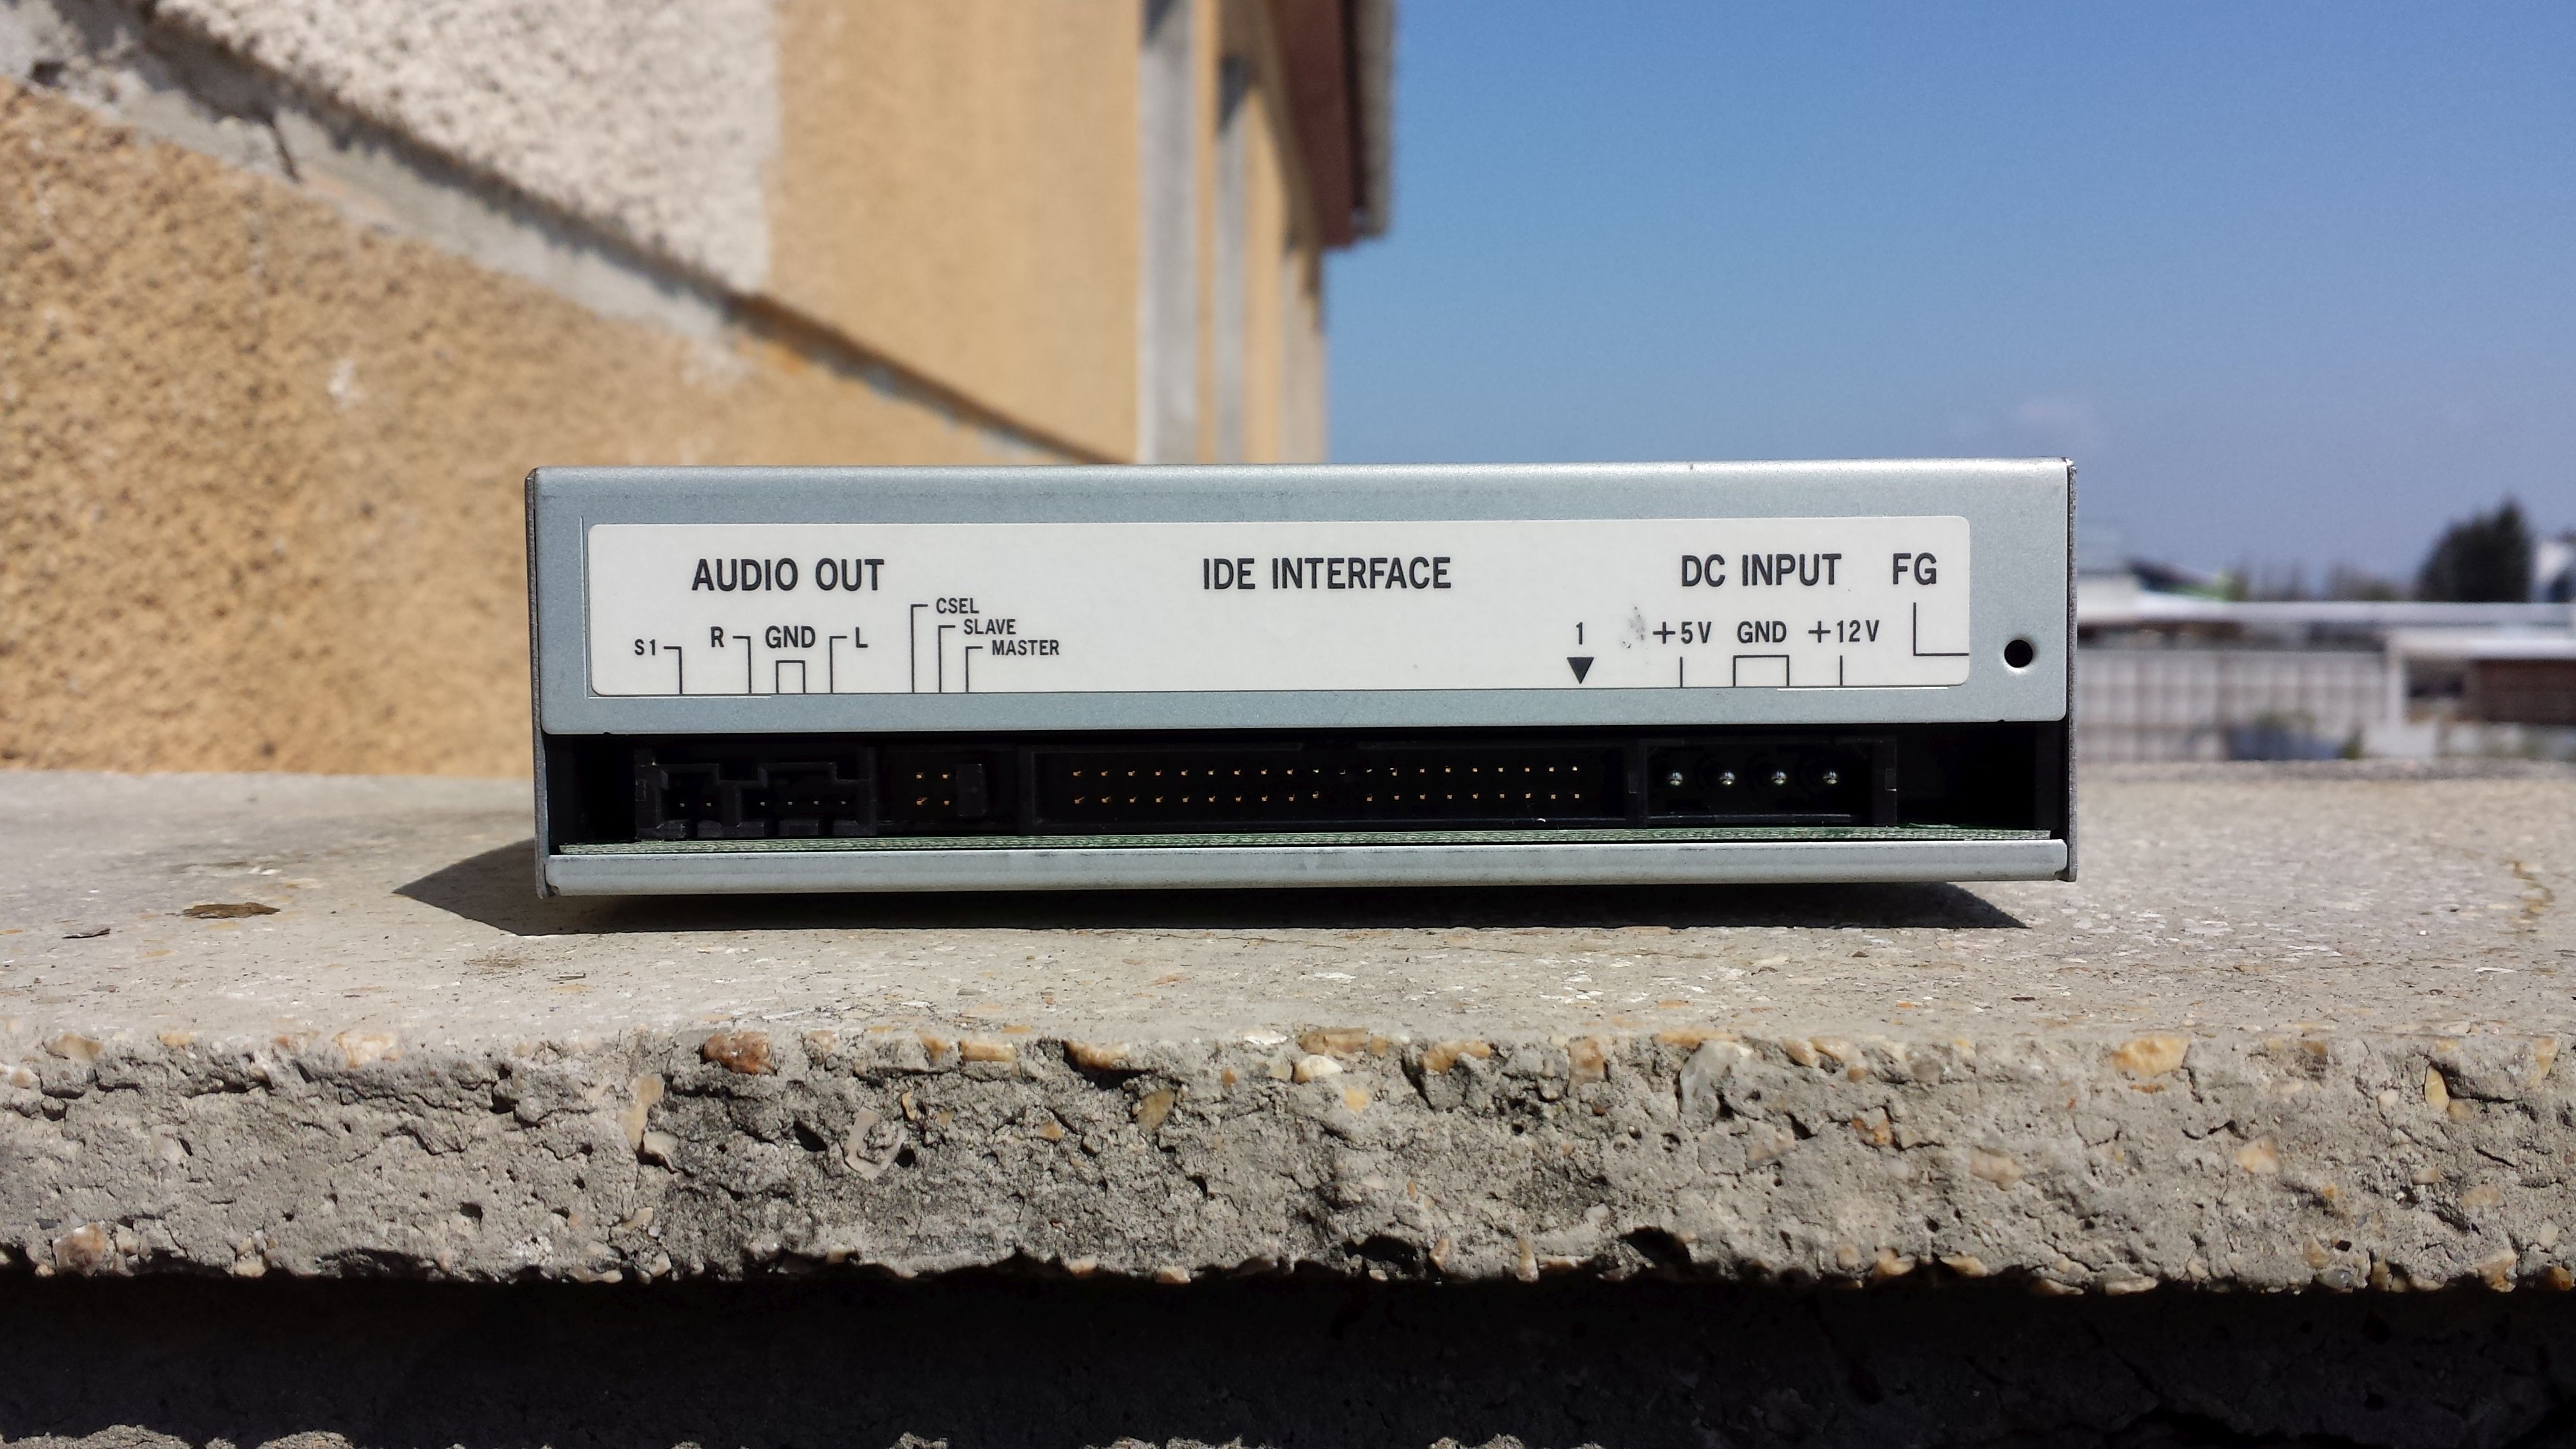 AUDIO OUT IDE INTERFACE DC INPUT FG
CSEL
S1 R GND L SLAVE 1 +5V GND +12V
MASTER